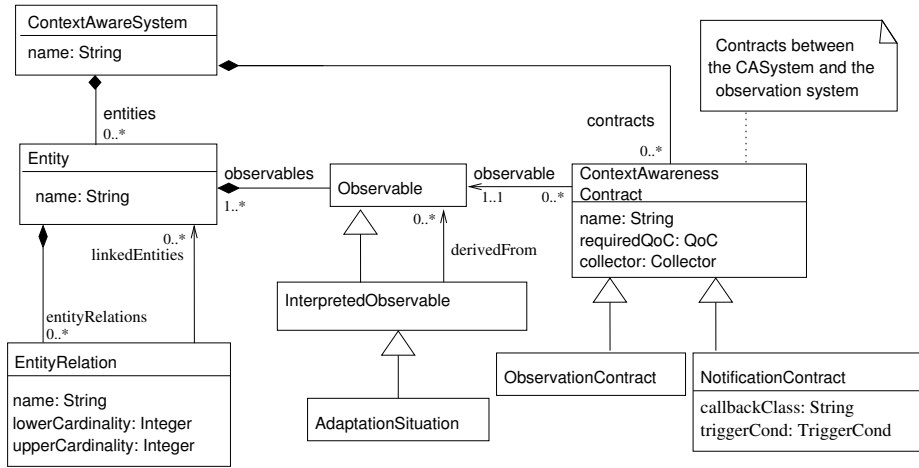 ContextAwareSystem
name: String
Contracts between
the CASystem and the
observation system
entities
0..*
contracts
0..*
Entity
name: String
observables
1..*
Observable
observable
1..1
0..*
ContextAwareness
Contract
name: String
requiredQoC: QoC
collector: Collector
0..*
linkedEntities
0..*
derivedFrom
InterpretedObservable
entityRelations
0..*
EntityRelation
name: String
lowerCardinality: Integer
upperCardinality: Integer
AdaptationSituation
ObservationContract
NotificationContract
callbackClass: String
triggerCond: TriggerCond